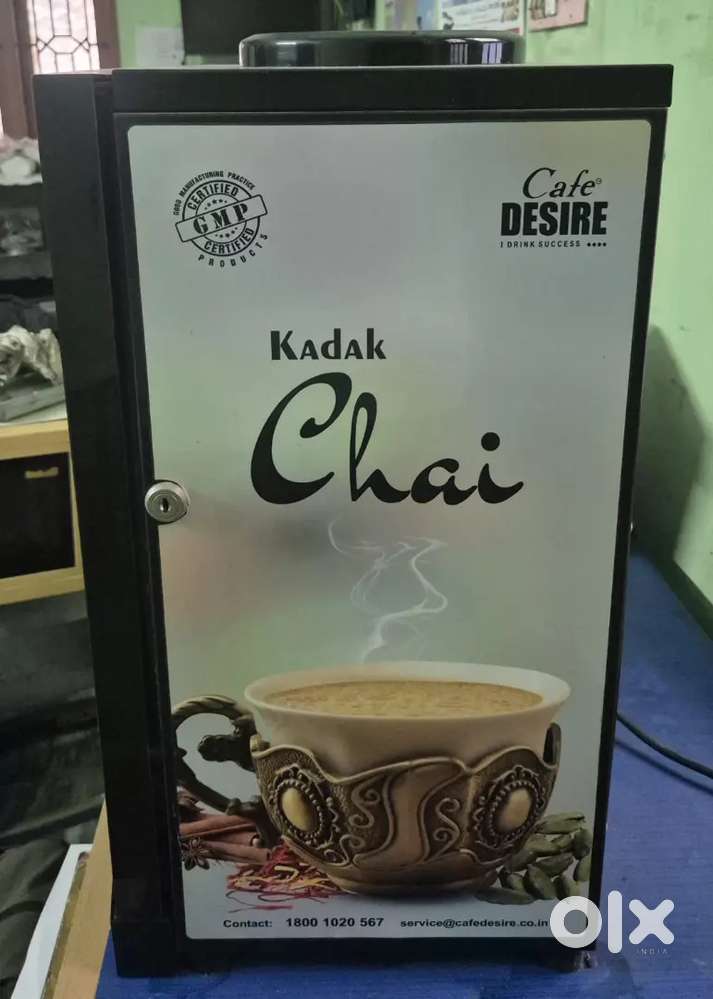 GOOD MANUFACTURING PRACTICE
CERTIFIED
GMP
CERTIFIED
PRODUCTS
Cafe
DESIRE
I DRINK SUCCESS
KADAK
Chai
Contact: 1800 1020 567 service@cafedesire.co.in
olx
INDIA